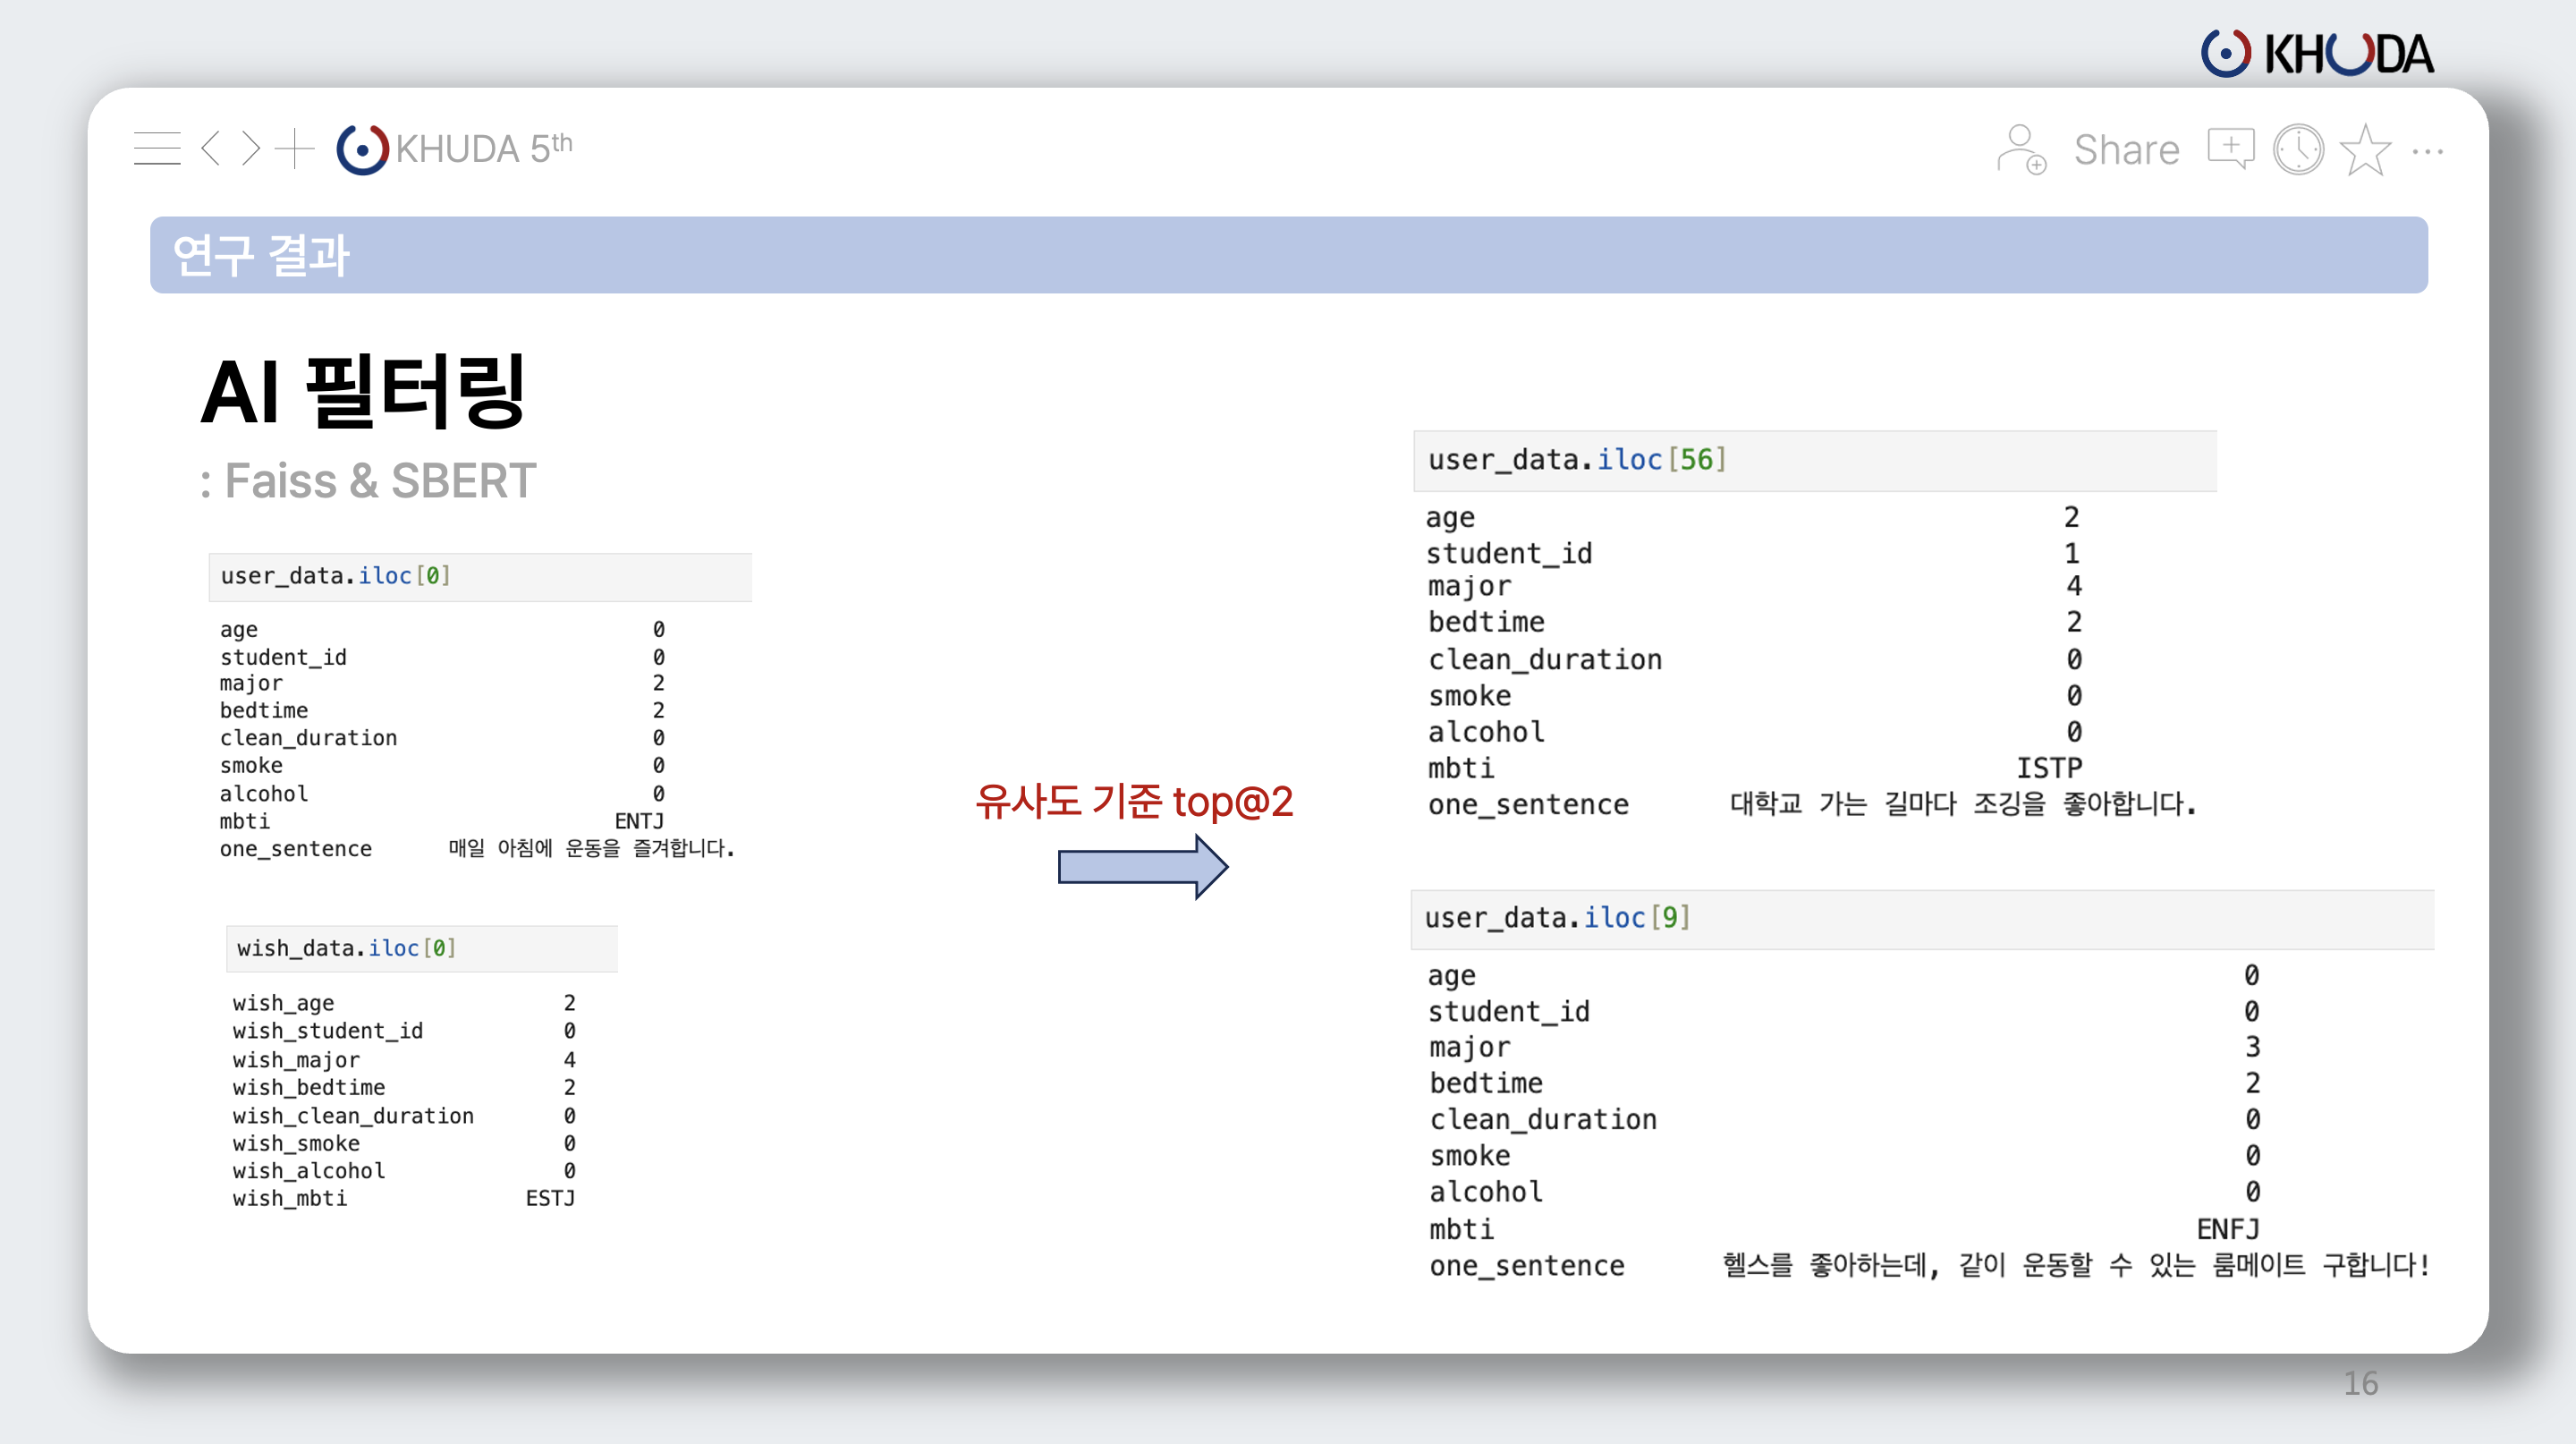 KHUDA
KHUDA 5th
Share
연구 결과
AI 필터링
: Faiss & SBERT
user_data.iloc[0]
age 0
student_id 0
major 2
bedtime 2
clean_duration 0
smoke 0
alcohol 0
mbti ENTJ
one_sentence 매일 아침에 운동을 즐겨합니다.
wish_data.iloc[0]
wish_age 2
wish_student_id 0
wish_major 4
wish_bedtime 2
wish_clean_duration 0
wish_smoke 0
wish_alcohol 0
wish_mbti ESTJ
유사도 기준 top@2
user_data.iloc[56]
age 2
student_id 1
major 4
bedtime 2
clean_duration 0
smoke 0
alcohol 0
mbti ISTP
one_sentence 대학교 가는 길마다 조깅을 좋아합니다.
user_data.iloc[9]
age 0
student_id 0
major 3
bedtime 2
clean_duration 0
smoke 0
alcohol 0
mbti ENFJ
one_sentence 헬스를 좋아하는데, 같이 운동할 수 있는 룸메이트 구합니다!
16